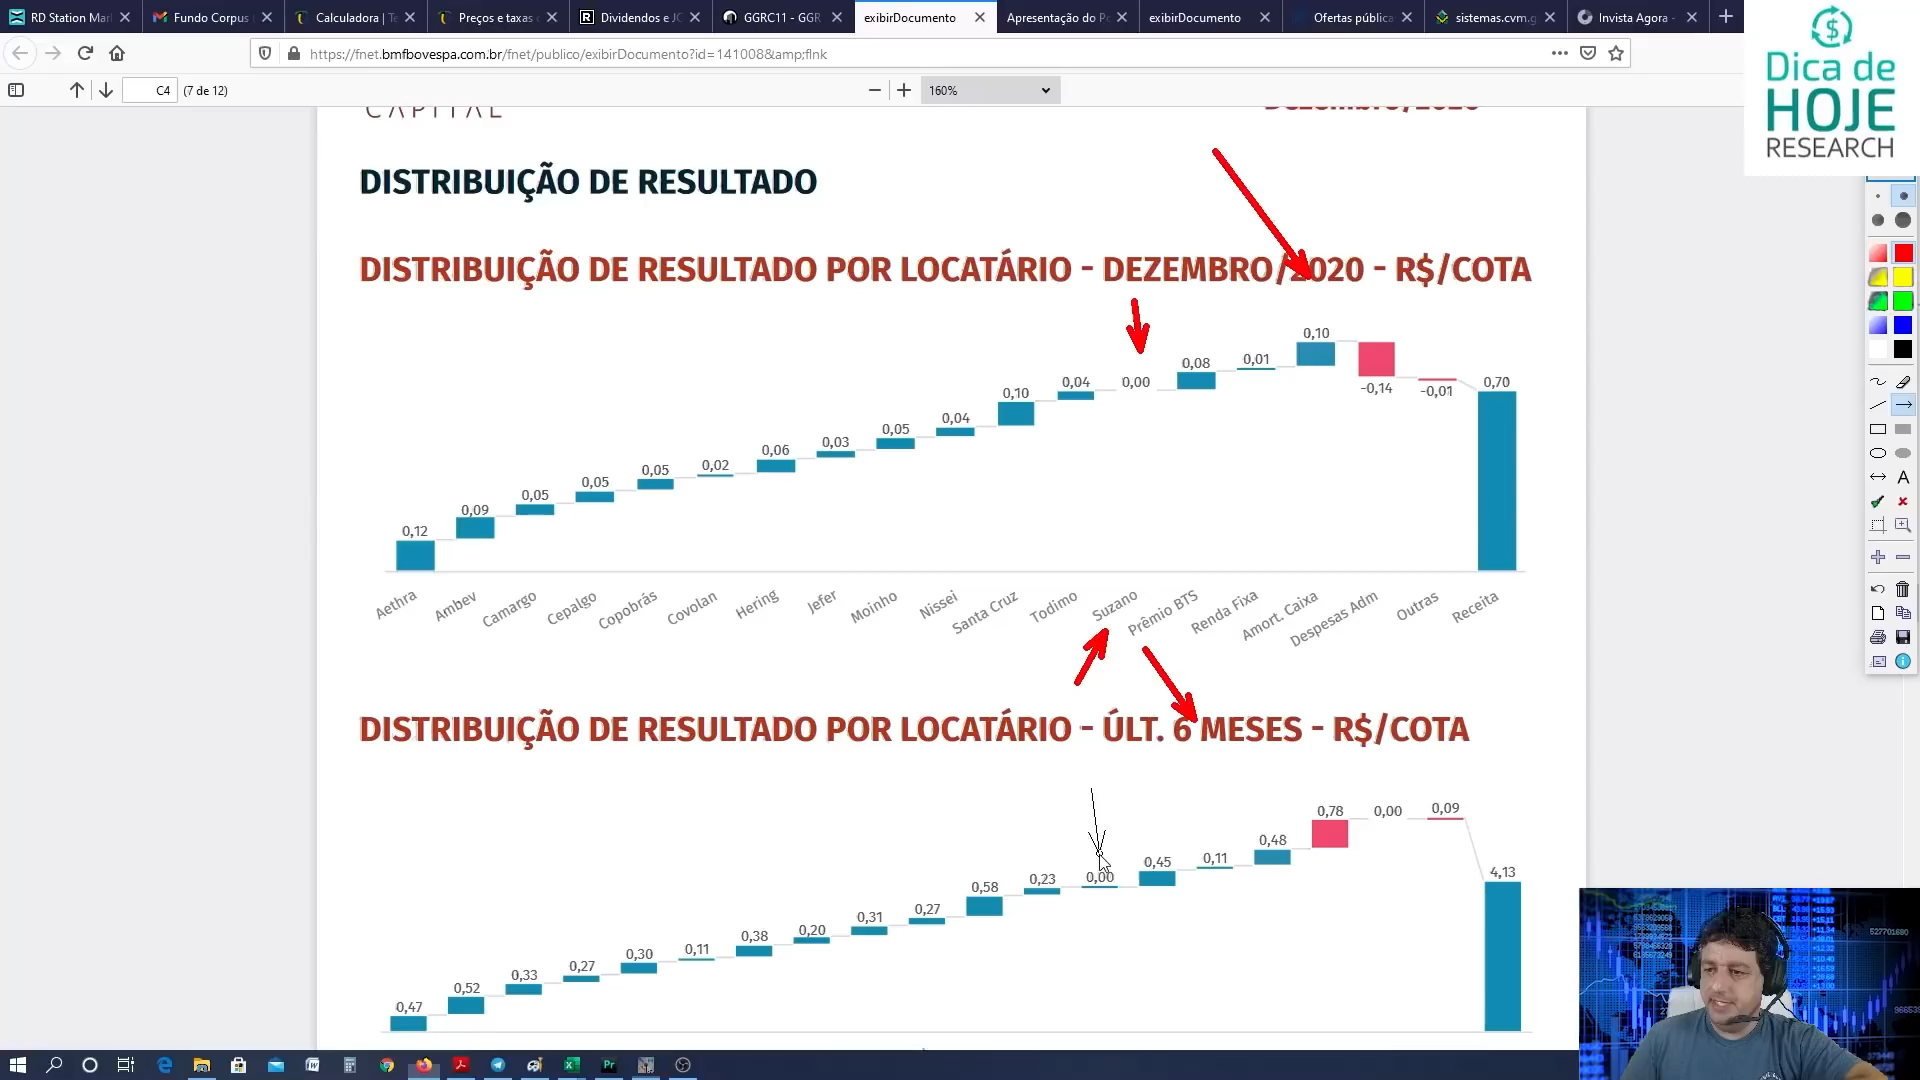 RD Station Mar
Fundo Corpus
Calculadora | Te
Preços e taxas
Dividendos e JC
GGRC11 - GGR
exibirDocumento
Apresentação do Po
exibirDocumento
Ofertas pública
sistemas.cvm.g
Invista Agora -
https://fnet.bmfbovespa.com.br/fnet/publico/exibirDocumento?id=141008&amp;flnk
C4 (7 de 12)
160%
Dica de
HOJE
RESEARCH
CAPITAL
Dezembro/2020
DISTRIBUIÇÃO DE RESULTADO
DISTRIBUIÇÃO DE RESULTADO POR LOCATÁRIO - DEZEMBRO/2020 - R$/COTA
0,12
0,09
0,05
0,05
0,05
0,02
0,06
0,03
0,05
0,04
0,10
0,04
0,00
0,08
0,01
0,10
-0,14
-0,01
0,70
Aethra
Ambev
Camargo
Cepalgo
Copobrás
Covolan
Hering
Jefer
Moinho
Nissei
Santa Cruz
Todimo
Suzano
Prêmio BTS
Renda Fixa
Amort. Caixa
Despesas Adm
Outras
Receita
DISTRIBUIÇÃO DE RESULTADO POR LOCATÁRIO - ÚLT. 6 MESES - R$/COTA
0,47
0,52
0,33
0,27
0,30
0,11
0,38
0,20
0,31
0,27
0,58
0,23
0,00
0,45
0,11
0,48
0,78
0,00
0,09
4,13
A
527701680